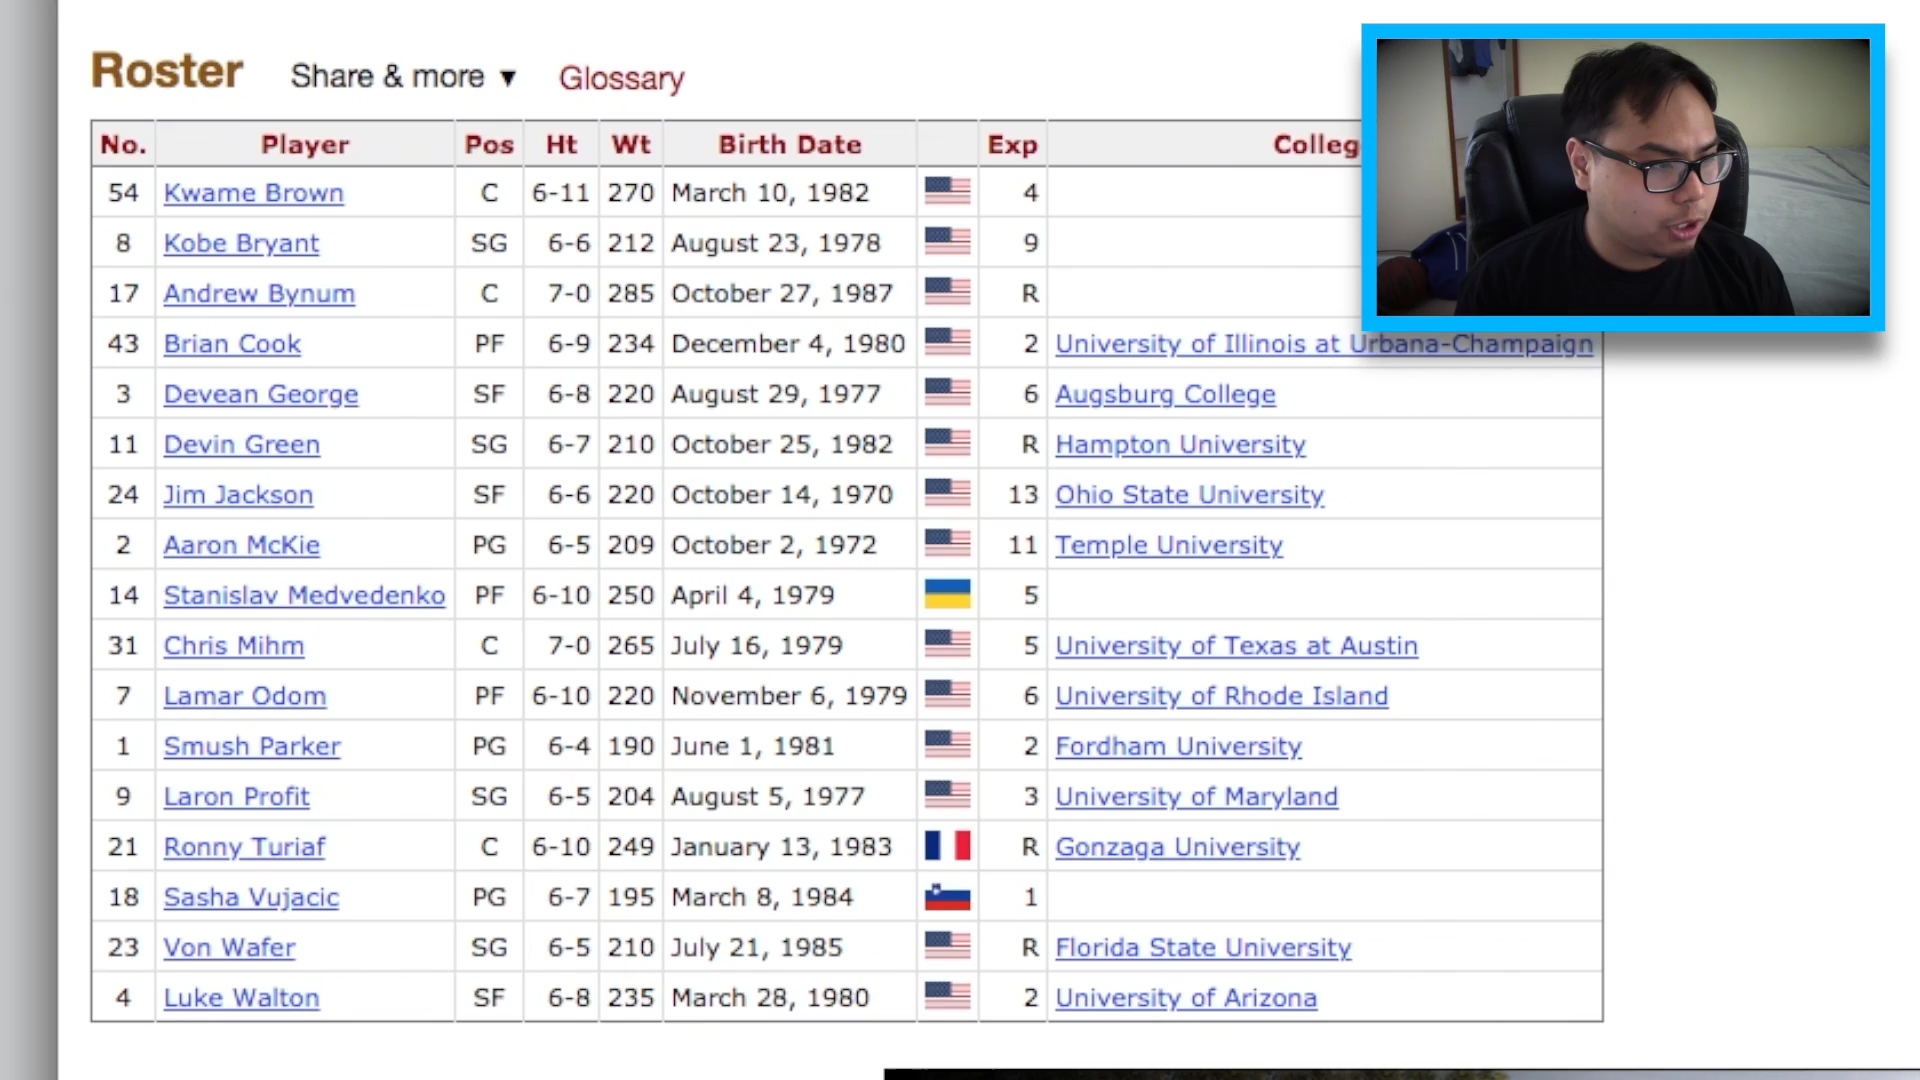 Roster Share & more ▼ Glossary
No. Player Pos Ht Wt Birth Date Exp Colleg
54 Kwame Brown C 6-11 270 March 10, 1982 4
8 Kobe Bryant SG 6-6 212 August 23, 1978 9
17 Andrew Bynum C 7-0 285 October 27, 1987 R
43 Brian Cook PF 6-9 234 December 4, 1980 2 University of Illinois at Urbana-Champaign
3 Devean George SF 6-8 220 August 29, 1977 6 Augsburg College
11 Devin Green SG 6-7 210 October 25, 1982 R Hampton University
24 Jim Jackson SF 6-6 220 October 14, 1970 13 Ohio State University
2 Aaron McKie PG 6-5 209 October 2, 1972 11 Temple University
14 Stanislav Medvedenko PF 6-10 250 April 4, 1979 5
31 Chris Mihm C 7-0 265 July 16, 1979 5 University of Texas at Austin
7 Lamar Odom PF 6-10 220 November 6, 1979 6 University of Rhode Island
1 Smush Parker PG 6-4 190 June 1, 1981 2 Fordham University
9 Laron Profit SG 6-5 204 August 5, 1977 3 University of Maryland
21 Ronny Turiaf C 6-10 249 January 13, 1983 R Gonzaga University
18 Sasha Vujacic PG 6-7 195 March 8, 1984 1
23 Von Wafer SG 6-5 210 July 21, 1985 R Florida State University
4 Luke Walton SF 6-8 235 March 28, 1980 2 University of Arizona